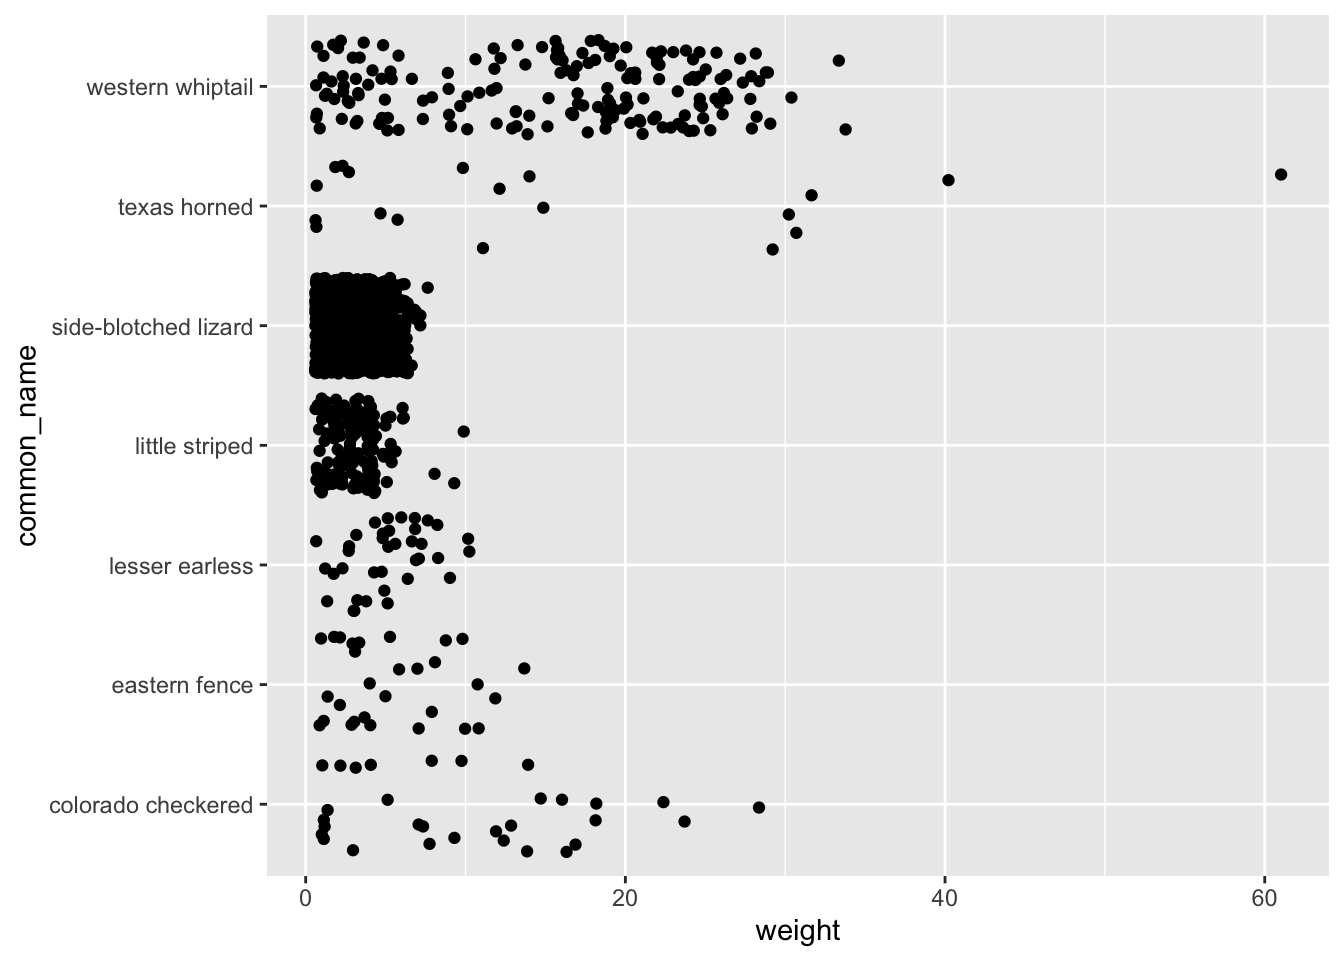 common_name
western whiptail
texas horned
side-blotched lizard
little striped
lesser earless
eastern fence
colorado checkered
0 20 40 60
weight